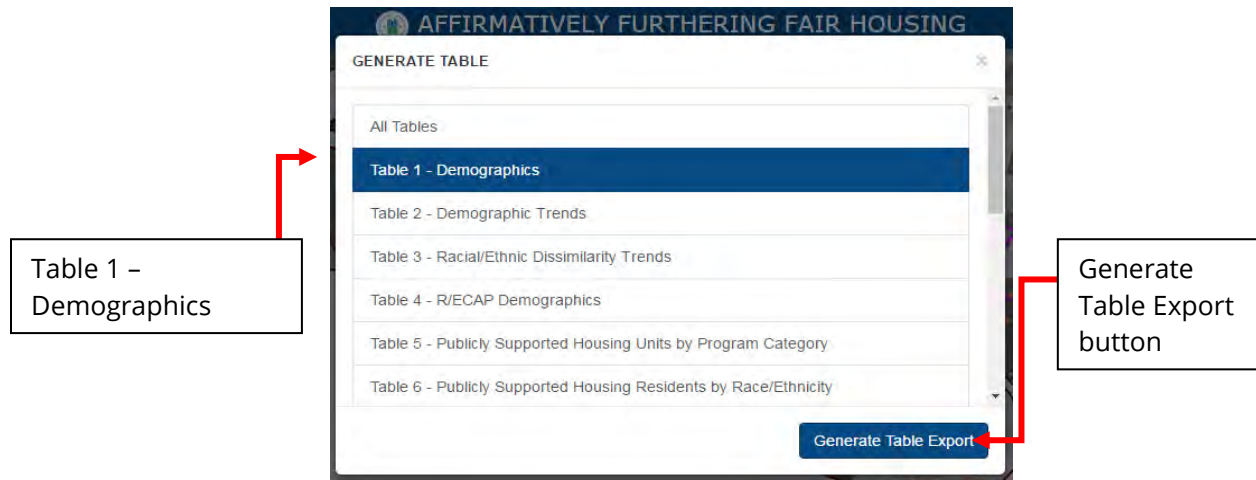 AFFIRMATIVELY FURTHERING FAIR HOUSING
GENERATE TABLE
×
All Tables
Table 1 - Demographics
Table 2 - Demographic Trends
Table 3 - Racial/Ethnic Dissimilarity Trends
Table 4 - R/ECAP Demographics
Table 5 - Publicly Supported Housing Units by Program Category
Table 6 - Publicly Supported Housing Residents by Race/Ethnicity
Generate Table Export
Table 1 –
Demographics
Generate
Table Export
button